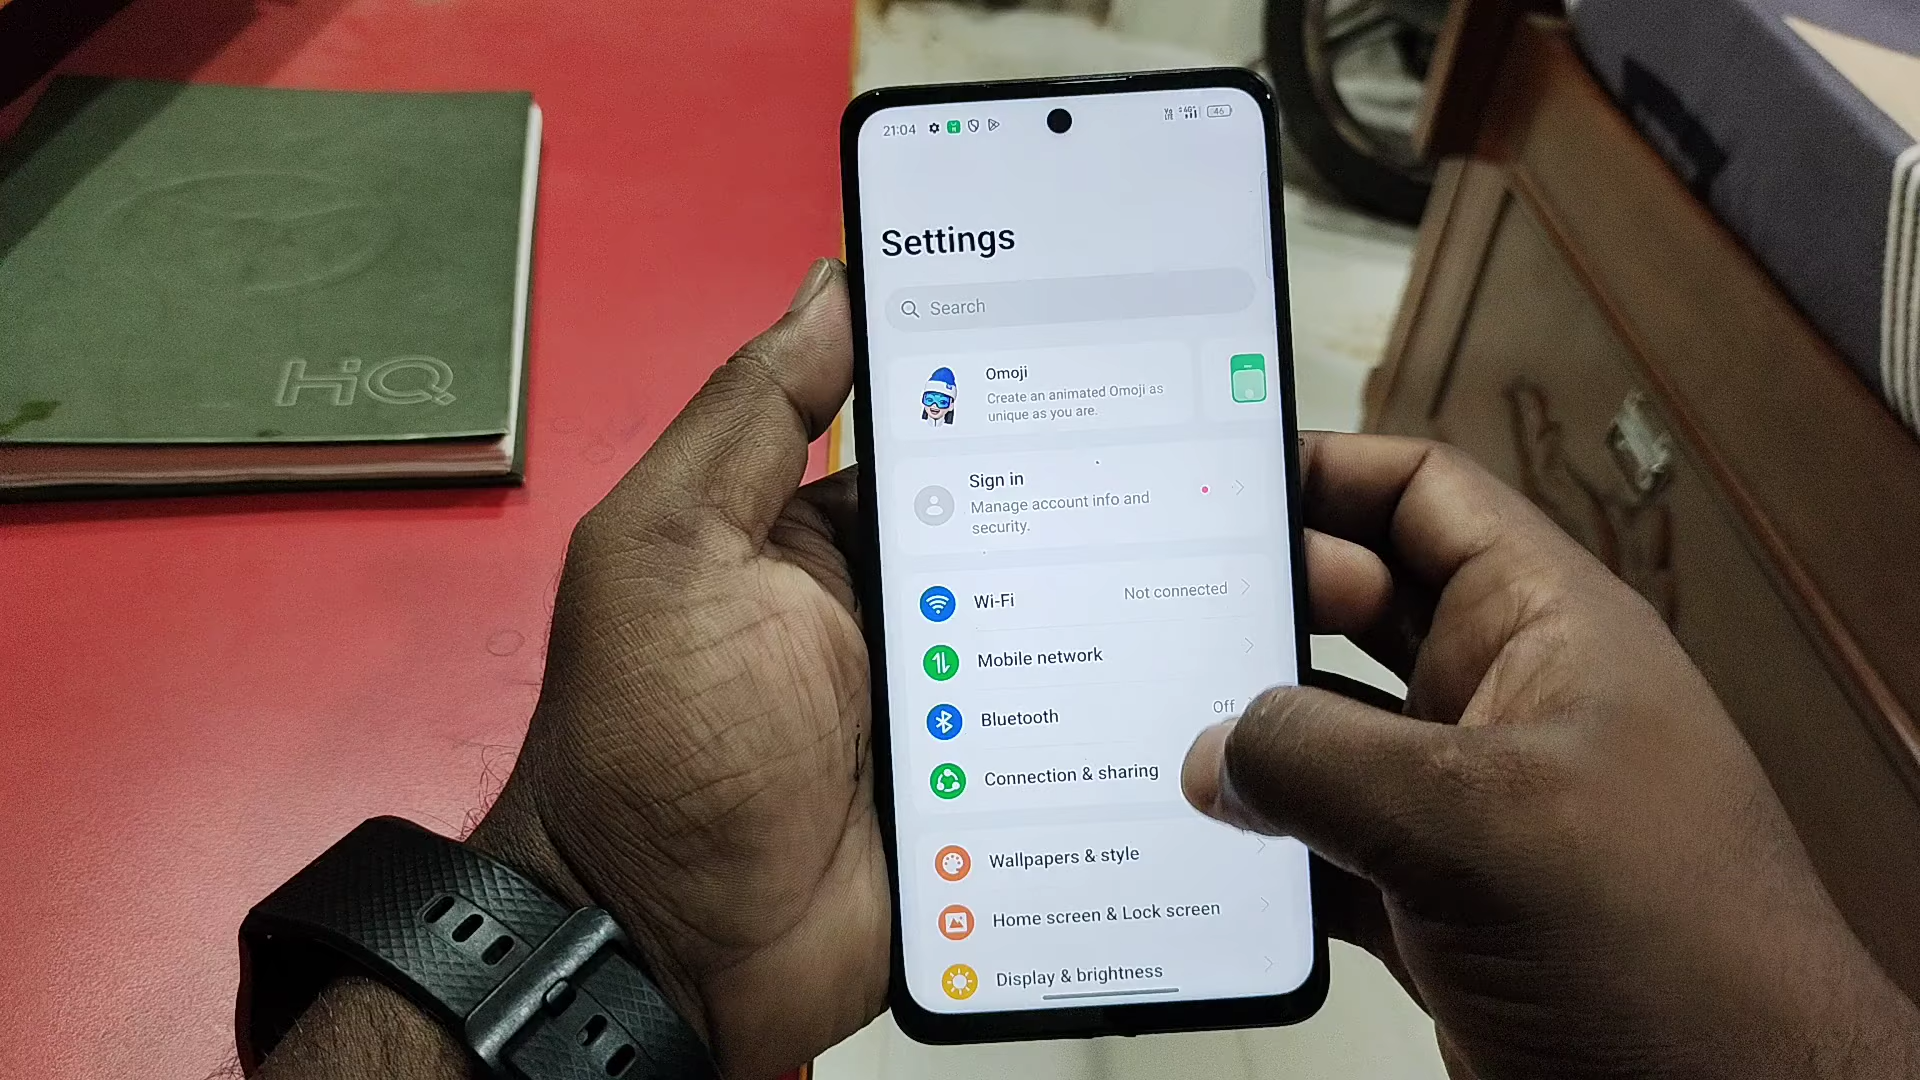 21:04
46
Settings
Search
Omoji
Create an animated Omoji as
unique as you are.
Sign in
Manage account info and
security.
Wi-Fi
Not connected
Mobile network
Bluetooth
Off
Connection & sharing
Wallpapers & style
Home screen & Lock screen
Display & brightness
HQ